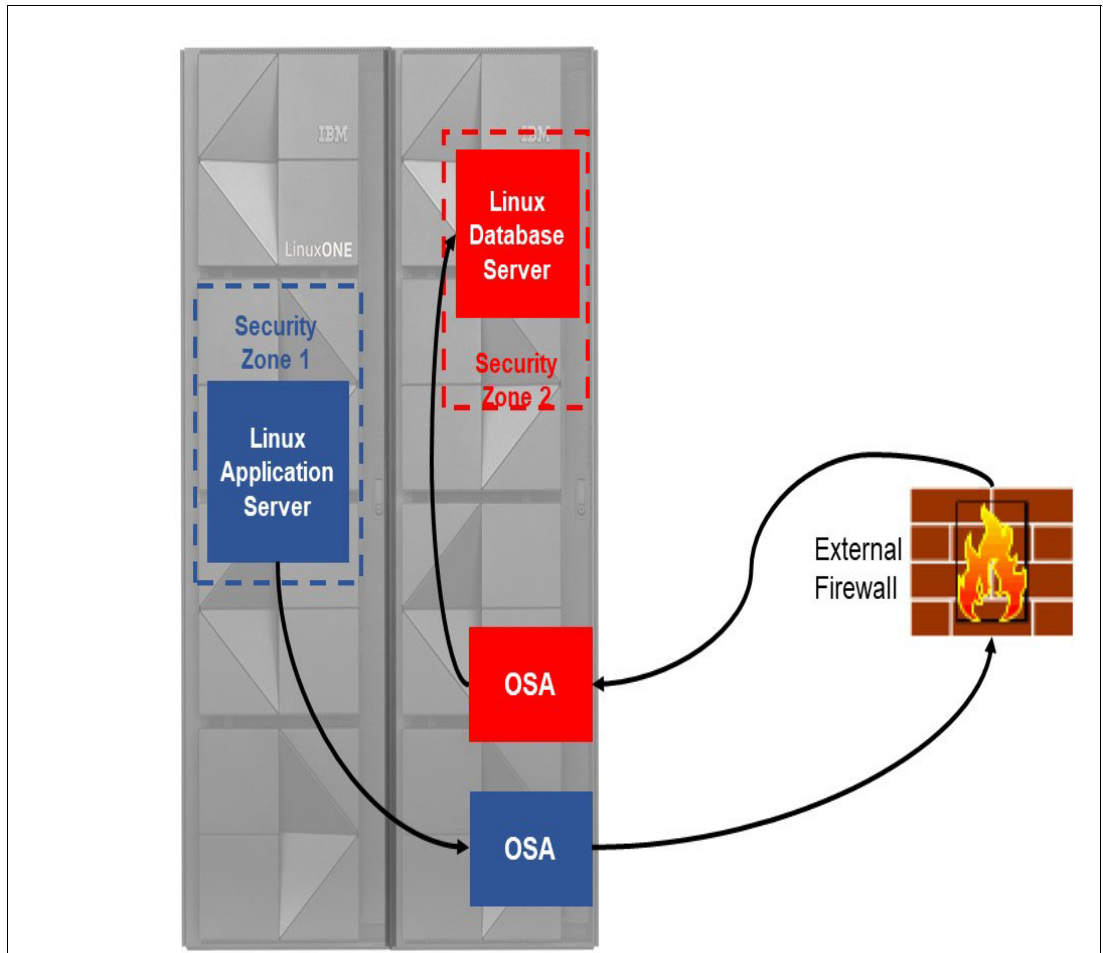 IBM
IBM
LinuxONE
Linux
Database
Server
Security
Zone 2
Security
Zone 1
Linux
Application
Server
External
Firewall
OSA
OSA